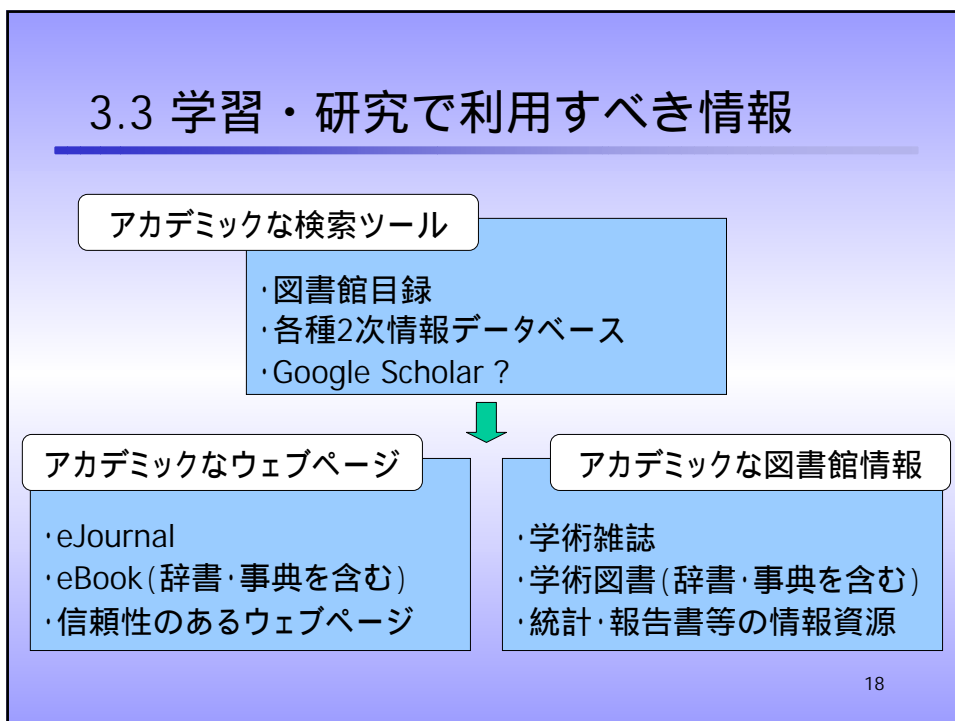 3.3 学習・研究で利用すべき情報
アカデミックな検索ツール
・図書館目録
・各種2次情報データベース
・Google Scholar ?
アカデミックなウェブページ
・eJournal
・eBook(辞書・事典を含む)
・信頼性のあるウェブページ
アカデミックな図書館情報
・学術雑誌
・学術図書(辞書・事典を含む)
・統計・報告書等の情報資源
18